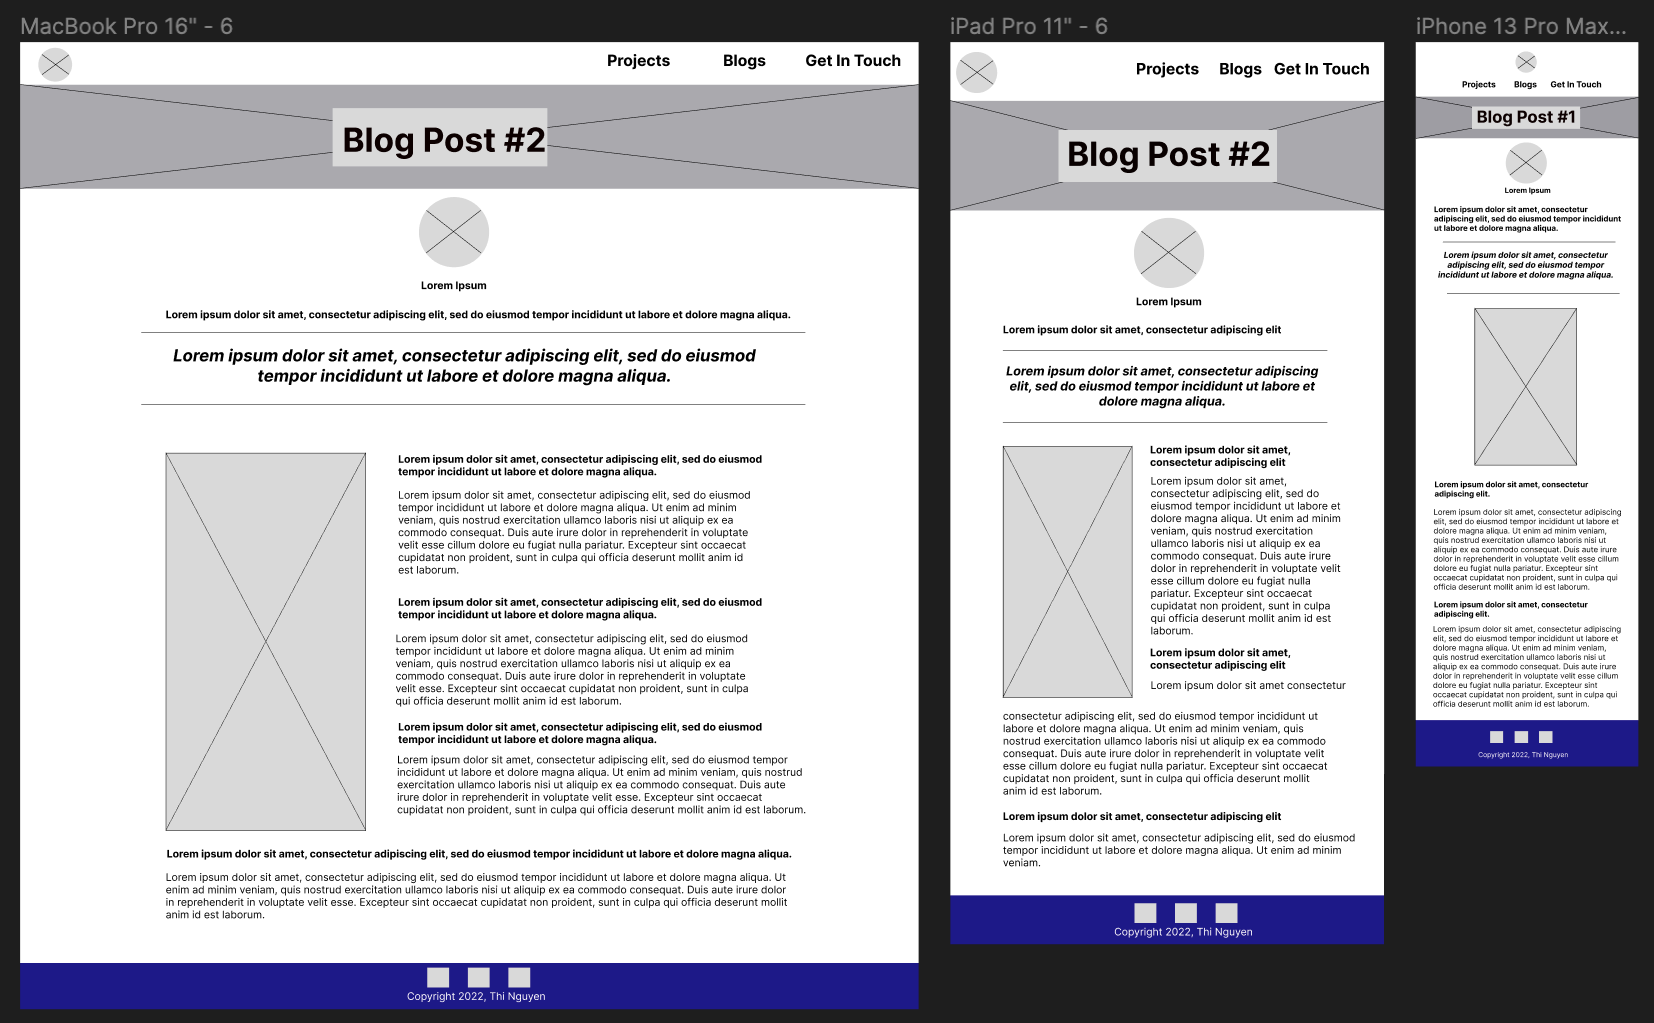 MacBook Pro 16" - 6
Projects Blogs Get In Touch
Blog Post #2
Lorem Ipsum
Lorem ipsum dolor sit amet, consectetur adipiscing elit, sed do eiusmod tempor incididunt ut labore et dolore magna aliqua.
Lorem ipsum dolor sit amet, consectetur adipiscing elit, sed do eiusmod
tempor incididunt ut labore et dolore magna aliqua.
Lorem ipsum dolor sit amet, consectetur adipiscing elit, sed do eiusmod
tempor incididunt ut labore et dolore magna aliqua.
Lorem ipsum dolor sit amet, consectetur adipiscing elit, sed do eiusmod
tempor incididunt ut labore et dolore magna aliqua. Ut enim ad minim
veniam, quis nostrud exercitation ullamco laboris nisi ut aliquip ex ea
commodo consequat. Duis aute irure dolor in reprehenderit in voluptate
velit esse cillum dolore eu fugiat nulla pariatur. Excepteur sint occaecat
cupidatat non proident, sunt in culpa qui officia deserunt mollit anim id
est laborum.
Lorem ipsum dolor sit amet, consectetur adipiscing elit, sed do eiusmod
tempor incididunt ut labore et dolore magna aliqua.
Lorem ipsum dolor sit amet, consectetur adipiscing elit, sed do eiusmod
tempor incididunt ut labore et dolore magna aliqua. Ut enim ad minim
veniam, quis nostrud exercitation ullamco laboris nisi ut aliquip ex ea
commodo consequat. Duis aute irure dolor in reprehenderit in voluptate
velit esse. Excepteur sint occaecat cupidatat non proident, sunt in culpa
qui officia deserunt mollit anim id est laborum.
Lorem ipsum dolor sit amet, consectetur adipiscing elit, sed do eiusmod
tempor incididunt ut labore et dolore magna aliqua.
Lorem ipsum dolor sit amet, consectetur adipiscing elit, sed do eiusmod tempor
incididunt ut labore et dolore magna aliqua. Ut enim ad minim veniam, quis nostrud
exercitation ullamco laboris nisi ut aliquip ex ea commodo consequat. Duis aute
irure dolor in reprehenderit in voluptate velit esse. Excepteur sint occaecat
cupidatat non proident, sunt in culpa qui officia deserunt mollit anim id est laborum.
Lorem ipsum dolor sit amet, consectetur adipiscing elit, sed do eiusmod tempor incididunt ut labore et dolore magna aliqua.
Lorem ipsum dolor sit amet, consectetur adipiscing elit, sed do eiusmod tempor incididunt ut labore et dolore magna aliqua. Ut
enim ad minim veniam, quis nostrud exercitation ullamco laboris nisi ut aliquip ex ea commodo consequat. Duis aute irure dolor
in reprehenderit in voluptate velit esse. Excepteur sint occaecat cupidatat non proident, sunt in culpa qui officia deserunt mollit
anim id est laborum.
Copyright 2022, Thi Nguyen
iPad Pro 11" - 6
Projects Blogs Get In Touch
Blog Post #2
Lorem Ipsum
Lorem ipsum dolor sit amet, consectetur adipiscing elit
Lorem ipsum dolor sit amet, consectetur adipiscing
elit, sed do eiusmod tempor incididunt ut labore et
dolore magna aliqua.
Lorem ipsum dolor sit amet,
consectetur adipiscing elit
Lorem ipsum dolor sit amet,
consectetur adipiscing elit, sed do
eiusmod tempor incididunt ut labore et
dolore magna aliqua. Ut enim ad minim
veniam, quis nostrud exercitation
ullamco laboris nisi ut aliquip ex ea
commodo consequat. Duis aute irure
dolor in reprehenderit in voluptate velit
esse cillum dolore eu fugiat nulla
pariatur. Excepteur sint occaecat
cupidatat non proident, sunt in culpa
qui officia deserunt mollit anim id est
laborum.
Lorem ipsum dolor sit amet,
consectetur adipiscing elit
Lorem ipsum dolor sit amet consectetur
consectetur adipiscing elit, sed do eiusmod tempor incididunt ut
labore et dolore magna aliqua. Ut enim ad minim veniam, quis
nostrud exercitation ullamco laboris nisi ut aliquip ex ea commodo
consequat. Duis aute irure dolor in reprehenderit in voluptate velit
esse cillum dolore eu fugiat nulla pariatur. Excepteur sint occaecat
cupidatat non proident, sunt in culpa qui officia deserunt mollit
anim id est laborum.
Lorem ipsum dolor sit amet, consectetur adipiscing elit
Lorem ipsum dolor sit amet, consectetur adipiscing elit, sed do eiusmod
tempor incididunt ut labore et dolore magna aliqua. Ut enim ad minim
veniam.
Copyright 2022, Thi Nguyen
iPhone 13 Pro Max...
Projects Blogs Get In Touch
Blog Post #1
Lorem Ipsum
Lorem ipsum dolor sit amet, consectetur
adipiscing elit, sed do eiusmod tempor incididunt
ut labore et dolore magna aliqua.
Lorem ipsum dolor sit amet, consectetur
adipiscing elit, sed do eiusmod tempor
incididunt ut labore et dolore magna aliqua.
Lorem ipsum dolor sit amet, consectetur
adipiscing elit.
Lorem ipsum dolor sit amet, consectetur adipiscing
elit, sed do eiusmod tempor incididunt ut labore et
dolore magna aliqua. Ut enim ad minim veniam,
quis nostrud exercitation ullamco laboris nisi ut
aliquip ex ea commodo consequat. Duis aute irure
dolor in reprehenderit in voluptate velit esse cillum
dolore eu fugiat nulla pariatur. Excepteur sint
occaecat cupidatat non proident, sunt in culpa qui
officia deserunt mollit anim id est laborum.
Lorem ipsum dolor sit amet, consectetur
adipiscing elit.
Lorem ipsum dolor sit amet, consectetur adipiscing
elit, sed do eiusmod tempor incididunt ut labore et
dolore magna aliqua. Ut enim ad minim veniam,
quis nostrud exercitation ullamco laboris nisi ut
aliquip ex ea commodo consequat. Duis aute irure
dolor in reprehenderit in voluptate velit esse cillum
dolore eu fugiat nulla pariatur. Excepteur sint
occaecat cupidatat non proident, sunt in culpa qui
officia deserunt mollit anim id est laborum.
Copyright 2022, Thi Nguyen